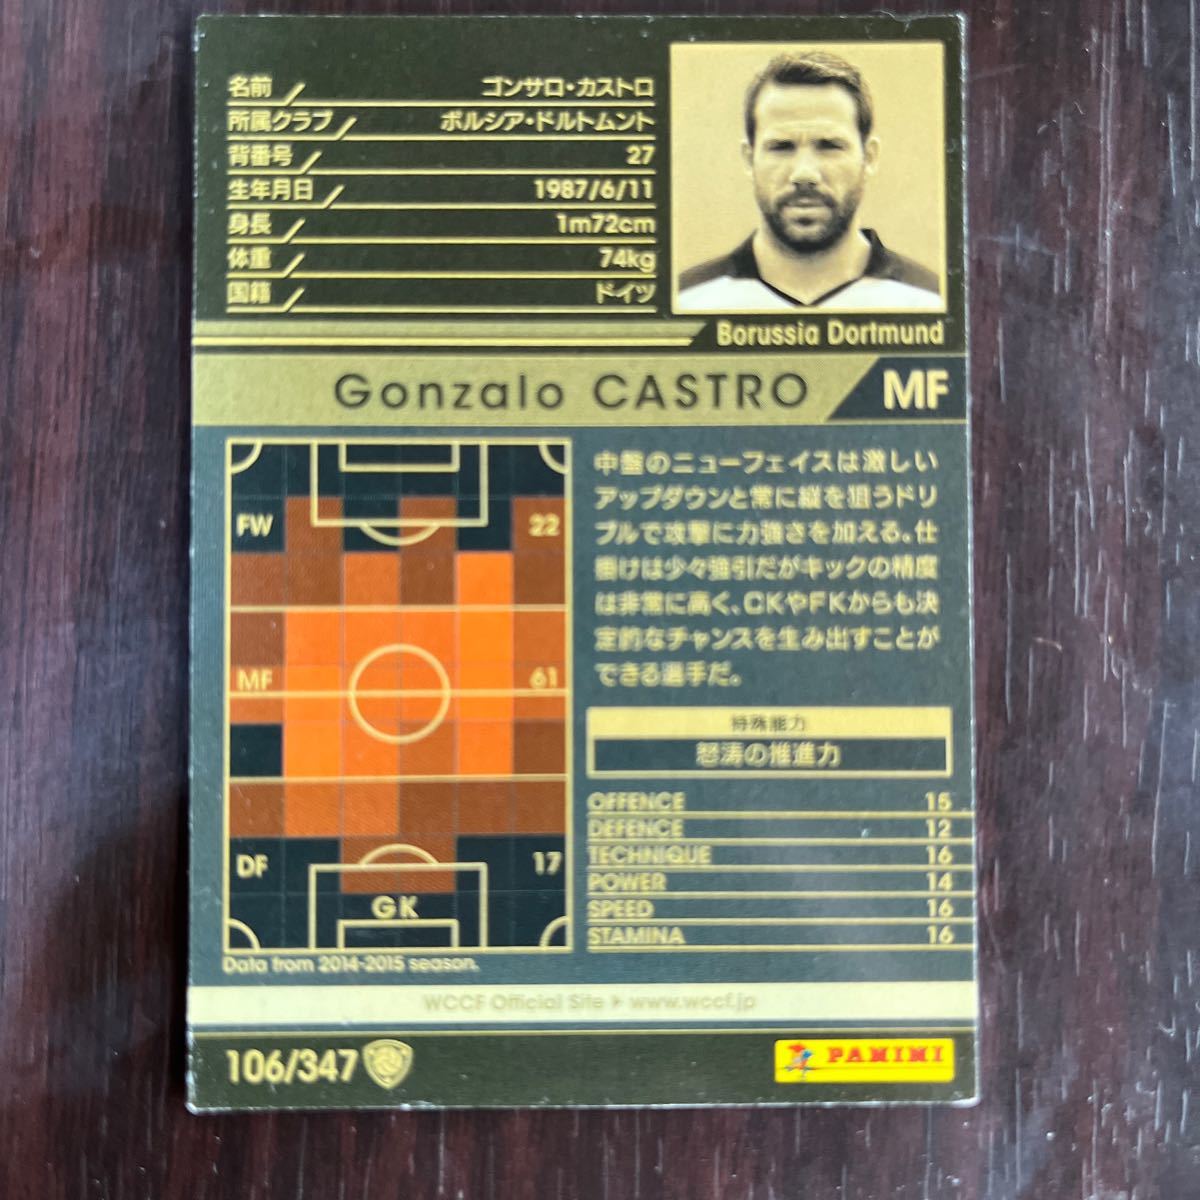 名前 ゴンサロ・カストロ
所属クラブ ボルシア・ドルトムント
背番号 27
生年月日 1987/6/11
身長 1m72cm
体重 74kg
国籍 ドイツ
Borussia Dortmund
Gonzalo CASTRO MF
FW 22
MF 61
DF 17
GK
Data from 2014-2015 season.
中盤のニューフェイスは激しい
アップダウンと常に縦を狙うドリ
ブルで攻撃に力強さを加える。仕
掛けは少々強引だがキックの精度
は非常に高く、CKやFKからも決
定的なチャンスを生み出すことが
できる選手だ。
特殊能力
怒涛の推進力
OFFENCE 15
DEFENCE 12
TECHNIQUE 16
POWER 14
SPEED 16
STAMINA 16
WCCF Official Site ▶ www.wccf.jp
106/347
PANINI